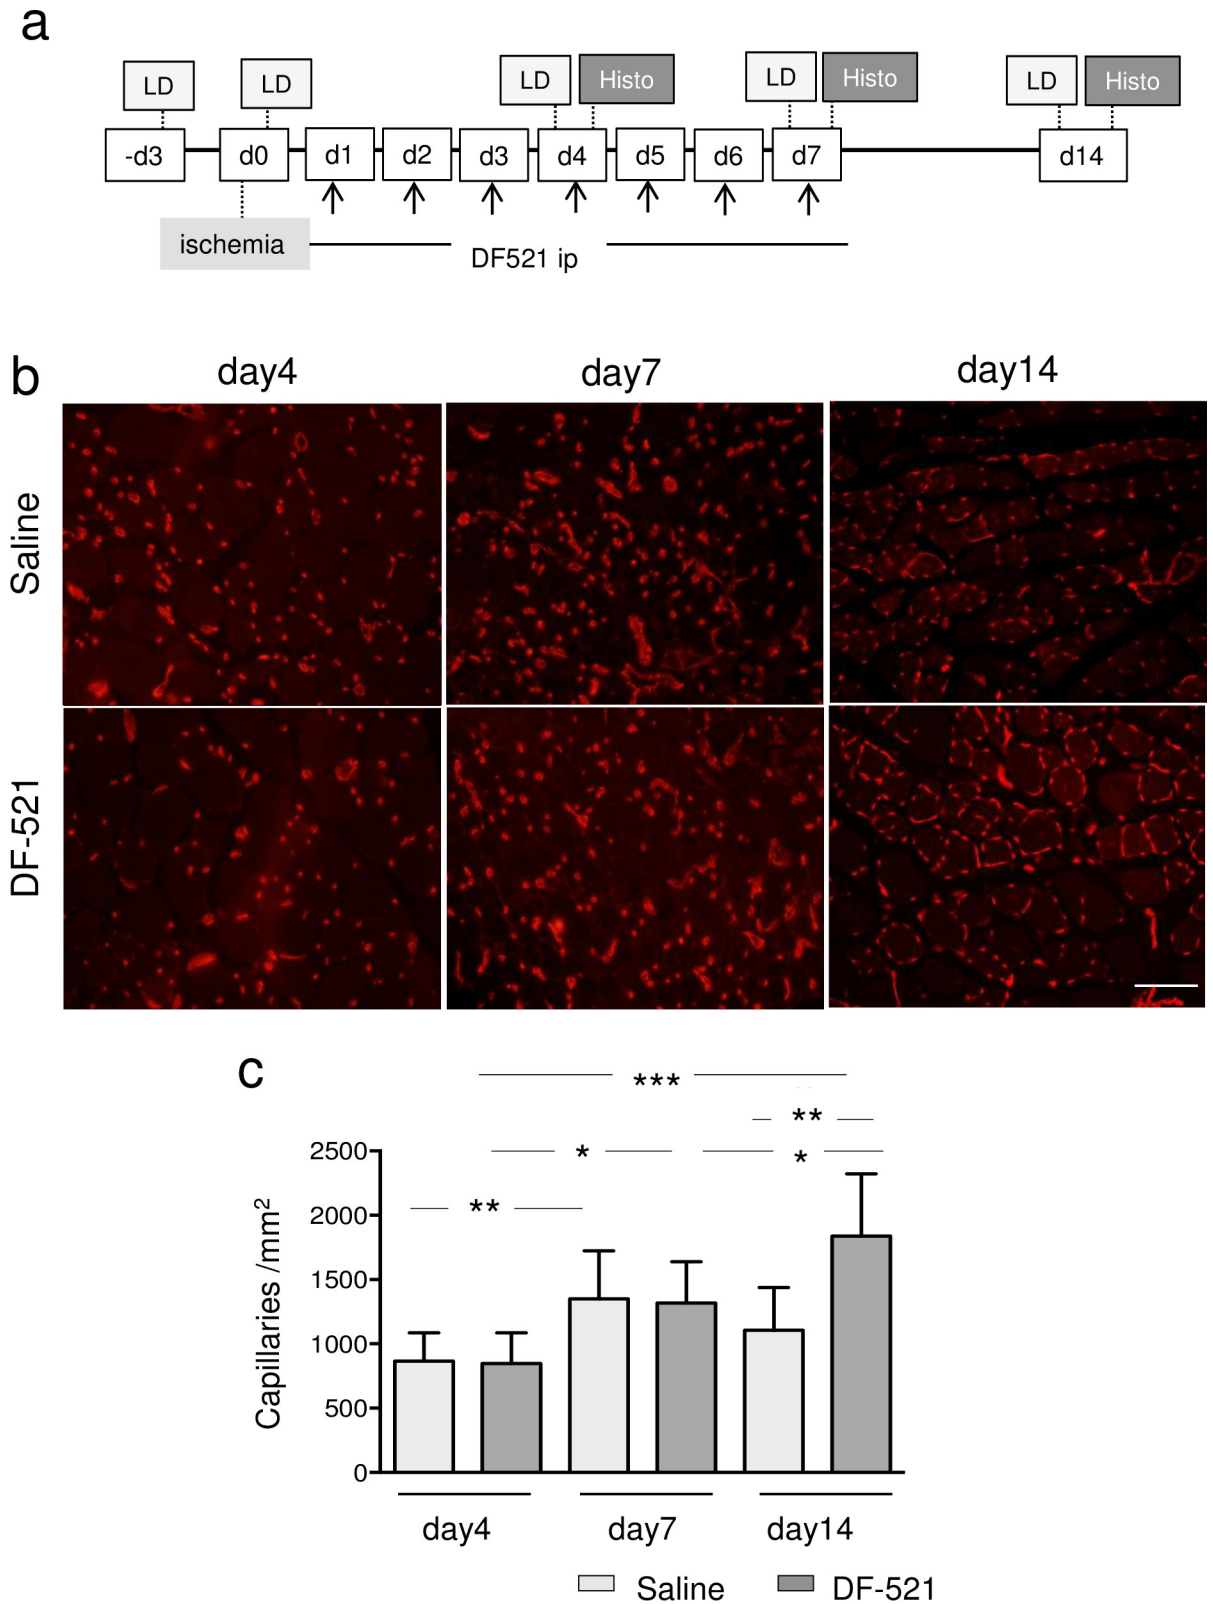 a
LD
LD
LD
Histo
LD
Histo
LD
Histo
-d3
d0
d1
d2
d3
d4
d5
d6
d7
d14
ischemia
DF521 ip
b
day4
day7
day14
Saline
DF-521
c
***
**
*
*
**
Capillaries /mm²
2500
2000
1500
1000
500
0
day4
day7
day14
Saline
DF-521